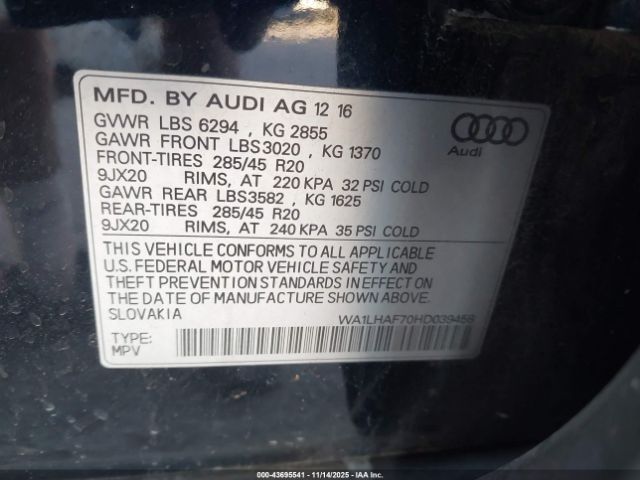 MFD. BY AUDI AG 12 16
GVWR LBS 6294 , KG 2855
GAWR FRONT LBS3020 , KG 1370
FRONT-TIRES 285/45 R20
9JX20 RIMS, AT 220 KPA 32 PSI COLD
GAWR REAR LBS3582 , KG 1625
REAR-TIRES 285/45 R20
9JX20 RIMS, AT 240 KPA 35 PSI COLD
Audi
THIS VEHICLE CONFORMS TO ALL APPLICABLE
U.S. FEDERAL MOTOR VEHICLE SAFETY AND
THEFT PREVENTION STANDARDS IN EFFECT ON
THE DATE OF MANUFACTURE SHOWN ABOVE.
SLOVAKIA
WA1LHAF70HD039458
TYPE:
MPV
000-43695541 - 11/14/2025 - IAA Inc.